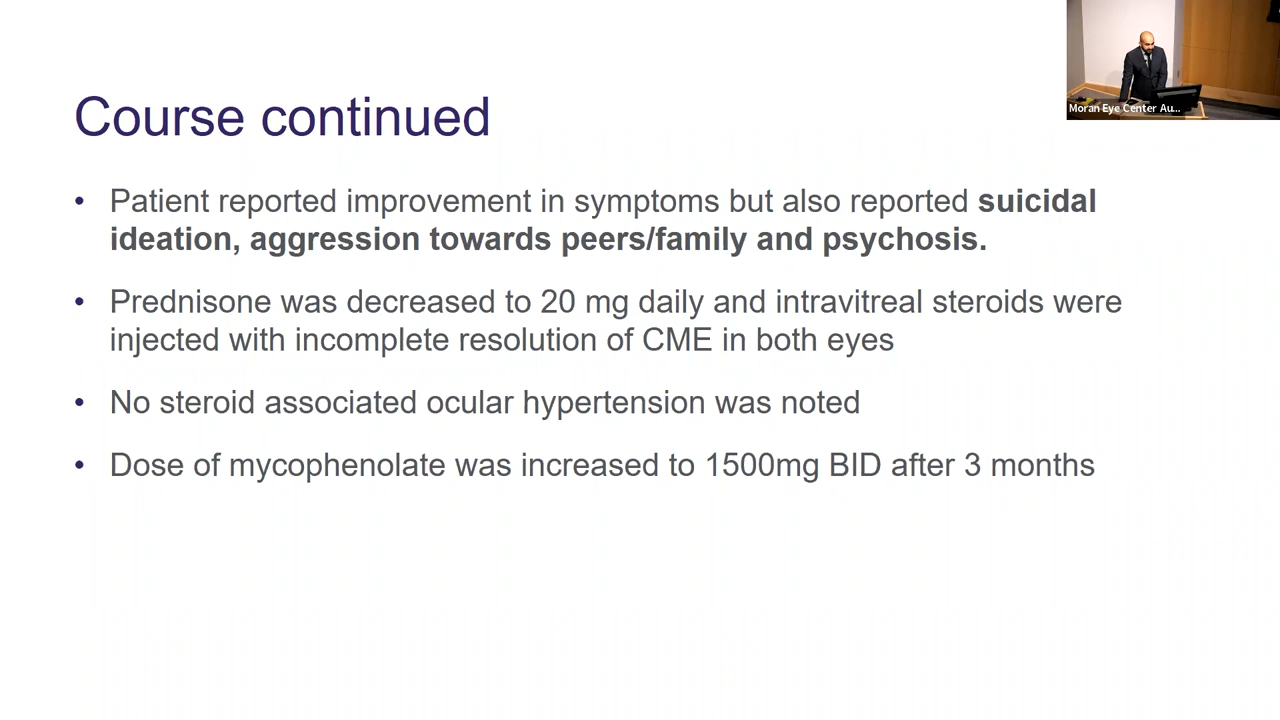 Moran Eye Center Au...
Course continued
• Patient reported improvement in symptoms but also reported suicidal
ideation, aggression towards peers/family and psychosis.
• Prednisone was decreased to 20 mg daily and intravitreal steroids were
injected with incomplete resolution of CME in both eyes
• No steroid associated ocular hypertension was noted
• Dose of mycophenolate was increased to 1500mg BID after 3 months